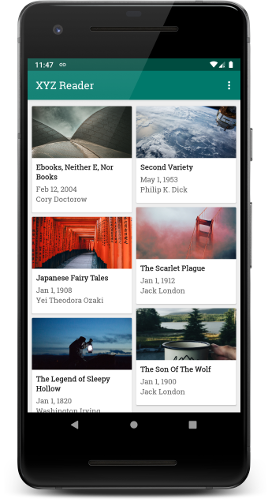 11:47
XYZ Reader
Ebooks, Neither E, Nor
Books
Feb 12, 2004
Cory Doctorow
Second Variety
May 1, 1953
Philip K. Dick
Japanese Fairy Tales
Jan 1, 1908
Yei Theodora Ozaki
The Scarlet Plague
Jan 1, 1912
Jack London
The Legend of Sleepy
Hollow
Jan 1, 1820
Washington Irving
The Son Of The Wolf
Jan 1, 1900
Jack London